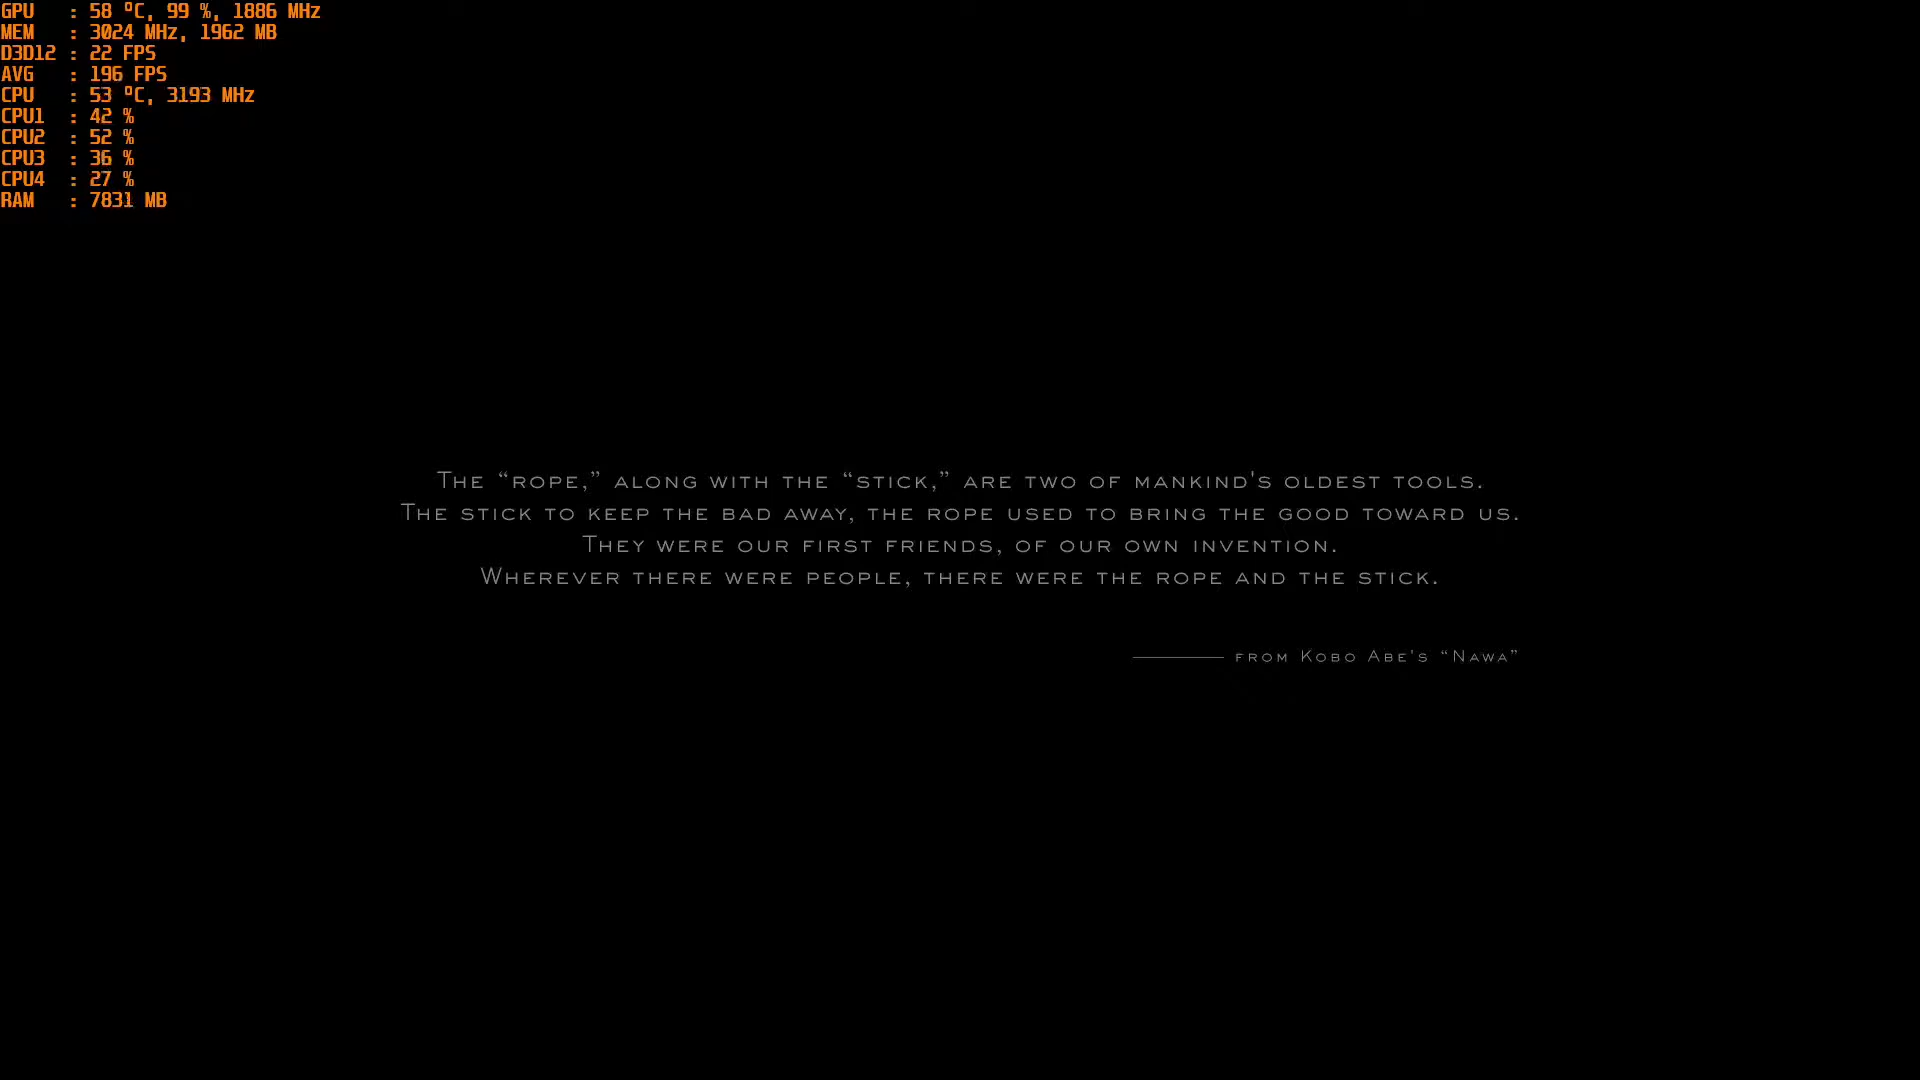 GPU : 58 °C, 99 %, 1886 MHz
MEM : 3024 MHz, 1962 MB
D3D12 : 22 FPS
AVG : 196 FPS
CPU : 53 °C, 3193 MHz
CPU1 : 42 %
CPU2 : 52 %
CPU3 : 36 %
CPU4 : 27 %
RAM : 7831 MB
The “rope,” along with the “stick,” are two of mankind's oldest tools.
The stick to keep the bad away, the rope used to bring the good toward us.
They were our first friends, of our own invention.
Wherever there were people, there were the rope and the stick.
——— from Kobo Abe's “Nawa”